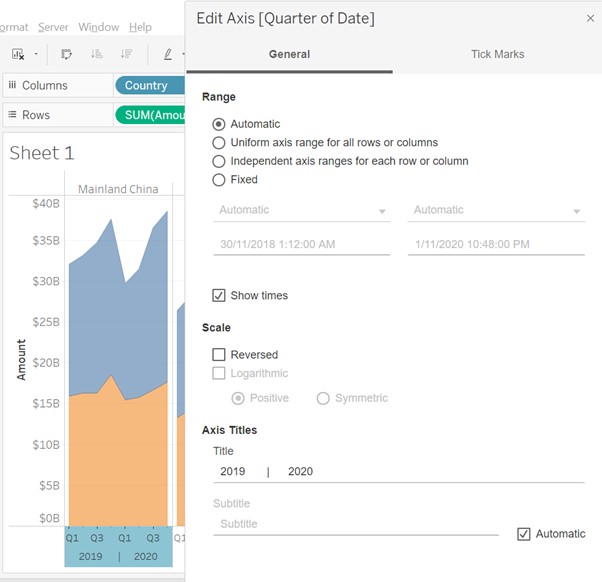 ormat Server Window Help
Columns Country
Rows SUM(Amou
Sheet 1
Mainland China
$40B
$35B
$30B
$25B
$20B
$15B
$10B
$5B
$0B
Amount
Q1 Q3 Q1 Q3 Q1
2019 | 2020
Edit Axis [Quarter of Date]
General Tick Marks
Range
Automatic
Uniform axis range for all rows or columns
Independent axis ranges for each row or column
Fixed
Automatic Automatic
30/11/2018 1:12:00 AM 1/11/2020 10:48:00 PM
Show times
Scale
Reversed
Logarithmic
Positive Symmetric
Axis Titles
Title
2019 | 2020
Subtitle
Subtitle
Automatic